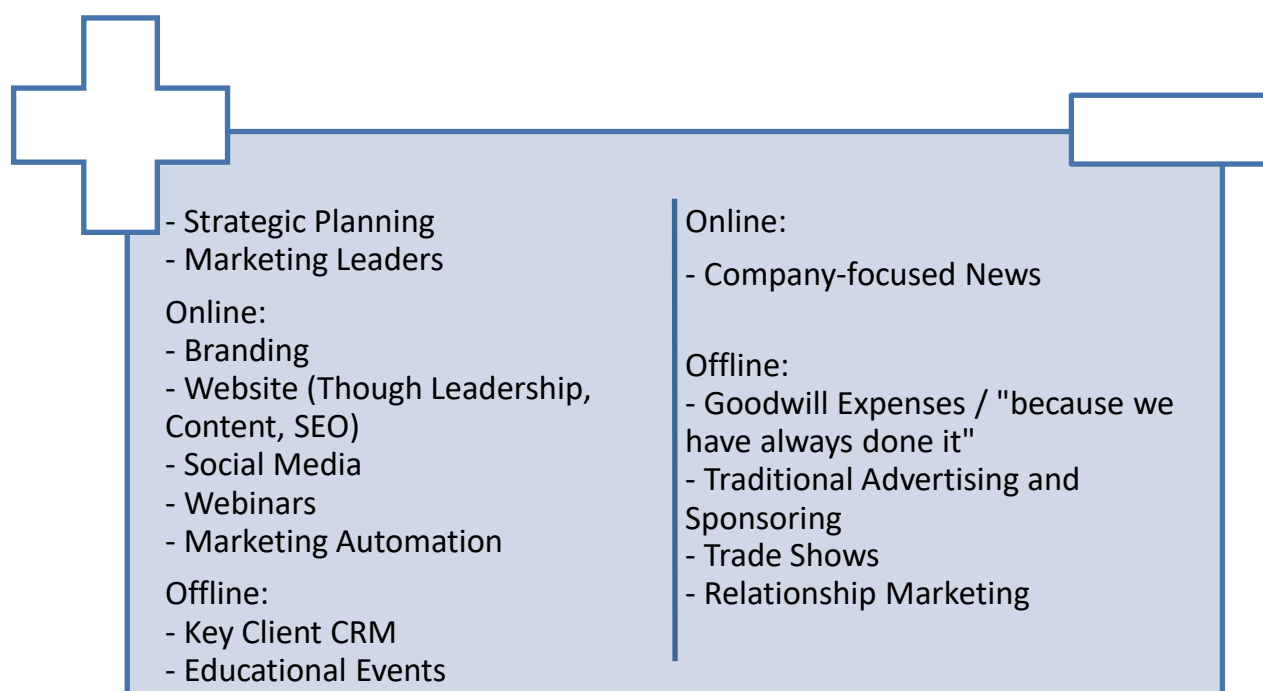 - Strategic Planning
- Marketing Leaders
Online:
- Branding
- Website (Though Leadership,
Content, SEO)
- Social Media
- Webinars
- Marketing Automation
Offline:
- Key Client CRM
- Educational Events
Online:
- Company-focused News
Offline:
- Goodwill Expenses / "because we
have always done it"
- Traditional Advertising and
Sponsoring
- Trade Shows
- Relationship Marketing